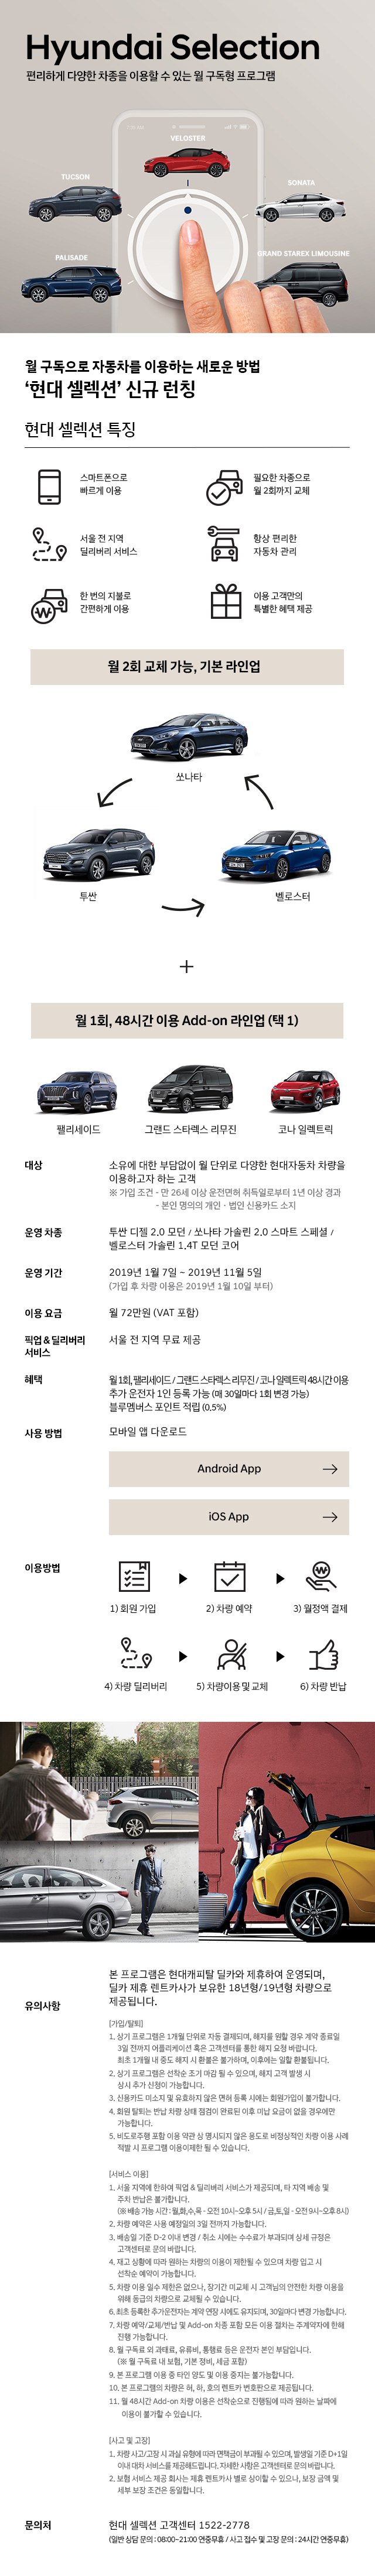 Hyundai Selection
편리하게 다양한 차종을 이용할 수 있는 월 구독형 프로그램
VELOSTER
TUCSON
SONATA
PALISADE
GRAND STAREX LIMOUSINE
월 구독으로 자동차를 이용하는 새로운 방법
‘현대 셀렉션’ 신규 런칭
현대 셀렉션 특징
스마트폰으로
빠르게 이용
필요한 차종으로
월 2회까지 교체
서울 전 지역
딜리버리 서비스
항상 편리한
자동차 관리
한 번의 지불로
간편하게 이용
이용 고객만의
특별한 혜택 제공
월 2회 교체 가능, 기본 라인업
쏘나타
투싼
벨로스터
+
월 1회, 48시간 이용 Add-on 라인업 (택 1)
팰리세이드
그랜드 스타렉스 리무진
코나 일렉트릭
대상
소유에 대한 부담없이 월 단위로 다양한 현대자동차 차량을
이용하고자 하는 고객
※ 가입 조건 - 만 26세 이상 운전면허 취득일로부터 1년 이상 경과
- 본인 명의의 개인 · 법인 신용카드 소지
운영 차종
투싼 디젤 2.0 모던 / 쏘나타 가솔린 2.0 스마트 스페셜 /
벨로스터 가솔린 1.4T 모던 코어
운영 기간
2019년 1월 7일 ~ 2019년 11월 5일
(가입 후 차량 이용은 2019년 1월 10일 부터)
이용 요금
월 72만원 (VAT 포함)
픽업 & 딜리버리
서비스
서울 전 지역 무료 제공
혜택
월 1회, 팰리세이드 / 그랜드 스타렉스 리무진 / 코나 일렉트릭 48시간 이용
추가 운전자 1인 등록 가능 (매 30일마다 1회 변경 가능)
블루멤버스 포인트 적립 (0.5%)
사용 방법
모바일 앱 다운로드
Android App
iOS App
이용방법
1) 회원 가입
2) 차량 예약
3) 월정액 결제
4) 차량 딜리버리
5) 차량이용 및 교체
6) 차량 반납
유의사항
본 프로그램은 현대캐피탈 딜카와 제휴하여 운영되며,
딜카 제휴 렌트카사가 보유한 18년형/19년형 차량으로
제공됩니다.
[가입/탈퇴]
1. 상기 프로그램은 1개월 단위로 자동 결제되며, 해지를 원할 경우 계약 종료일
3일 전까지 어플리케이션 혹은 고객센터를 통한 해지 요청 바랍니다.
최초 1개월 내 중도 해지 시 환불은 불가하며, 이후에는 일할 환불됩니다.
2. 상기 프로그램은 선착순 조기 마감 될 수 있으며, 해지 고객 발생 시
상시 추가 신청이 가능합니다.
3. 신용카드 미소지 및 유효하지 않은 면허 등록 시에는 회원가입이 불가합니다.
4. 회원 탈퇴는 반납 차량 상태 점검이 완료된 이후 미납 요금이 없을 경우에만
가능합니다.
5. 비도로주행 포함 이용 약관 상 명시되지 않은 용도로 비정상적인 차량 이용 사례
적발 시 프로그램 이용이제한 될 수 있습니다.
[서비스 이용]
1. 서울 지역에 한하여 픽업 & 딜리버리 서비스가 제공되며, 타 지역 배송 및
주차 반납은 불가합니다.
(※ 배송 가능 시간 : 월,화,수,목 - 오전 10시~오후 5시 / 금,토,일 - 오전 9시~오후 8시)
2. 차량 예약은 사용 예정일의 3일 전까지 가능합니다.
3. 배송일 기준 D-2 이내 변경 / 취소 시에는 수수료가 부과되며 상세 규정은
고객센터로 문의 바랍니다.
4. 재고 상황에 따라 원하는 차량의 이용이 제한될 수 있으며 차량 입고 시
선착순 예약이 가능합니다.
5. 차량 이용 일수 제한은 없으나, 장기간 미교체 시 고객님의 안전한 차량 이용을
위해 동급의 차량으로 교체될 수 있습니다.
6. 최초 등록한 추가운전자는 계약 연장 시에도 유지되며, 30일마다 변경 가능합니다.
7. 차량 예약/교체/반납 및 Add-on 차종 포함 모든 이용 절차는 주계약자에 한해
진행 가능합니다.
8. 월 구독료 외 과태료, 유류비, 통행료 등은 운전자 본인 부담입니다.
(※ 월 구독료 내 보험, 기본 정비, 세금 포함)
9. 본 프로그램 이용 중 타인 양도 및 이용 중지는 불가능합니다.
10. 본 프로그램의 차량은 허, 하, 호의 렌트카 번호판으로 제공됩니다.
11. 월 48시간 Add-on 차량 이용은 선착순으로 진행됨에 따라 원하는 날짜에
이용이 불가할 수 있습니다.
[사고 및 고장]
1. 차량 사고/고장 시 과실 유형에 따라 면책금이 부과될 수 있으며, 발생일 기준 D+1일
이내 대차 서비스를 제공해드립니다. 자세한 사항은 고객센터로 문의 바랍니다.
2. 보험 서비스 제공 회사는 제휴 렌트카사 별로 상이할 수 있으나, 보장 금액 및
세부 보장 조건은 동일합니다.
문의처
현대 셀렉션 고객센터 1522-2778
(일반 상담 문의 : 08:00~21:00 연중무휴 / 사고 접수 및 고장 문의 : 24시간 연중무휴)